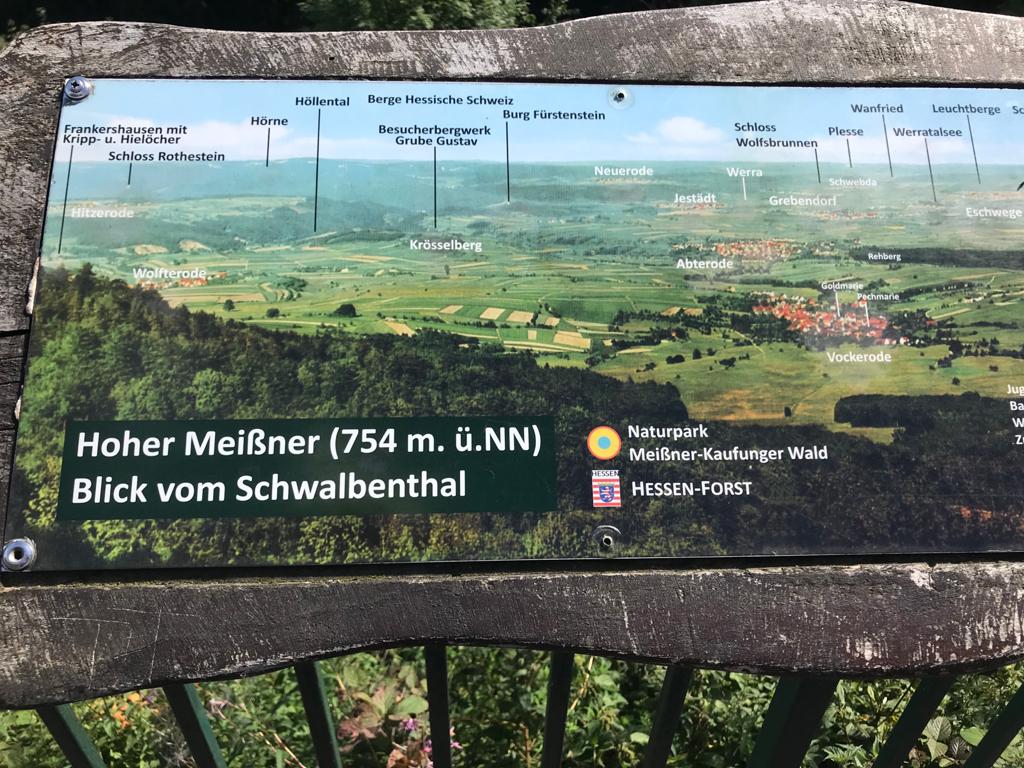 Frankershausen mit
Kripp- u. Hielöcher
Schloss Rothestein
Hörne
Höllental
Berge Hessische Schweiz
Besucherbergwerk
Grube Gustav
Burg Fürstenstein
Schloss
Wolfsbrunnen
Plesse
Wanfried
Werratalsee
Leuchtberge
Hitzerode
Neuerode
Werra
Schwebda
Jestädt
Grebendorf
Eschwege
Krösselberg
Wolfterode
Abterode
Rehberg
Goldmarie
Pechmarie
Vockerode
Hoher Meißner (754 m. ü.NN)
Blick vom Schwalbenthal
Naturpark
Meißner-Kaufunger Wald
HESSEN
HESSEN-FORST